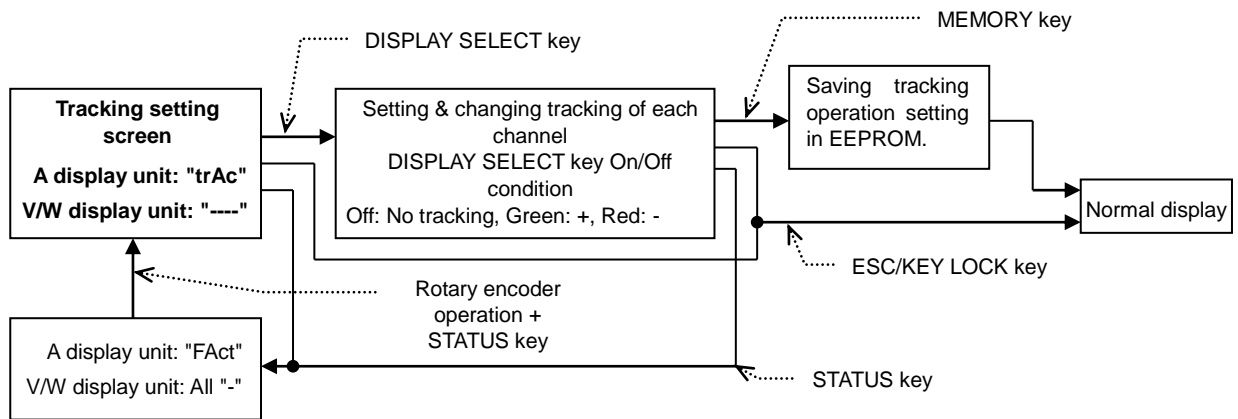 MEMORY key
DISPLAY SELECT key
Tracking setting
screen
A display unit: "trAc"
V/W display unit: "----"
Setting & changing tracking of each
channel
DISPLAY SELECT key On/Off
condition
Off: No tracking, Green: +, Red: -
Saving tracking
operation setting
in EEPROM.
Normal display
ESC/KEY LOCK key
Rotary encoder
operation +
STATUS key
A display unit: "FAct"
V/W display unit: All "-"
STATUS key